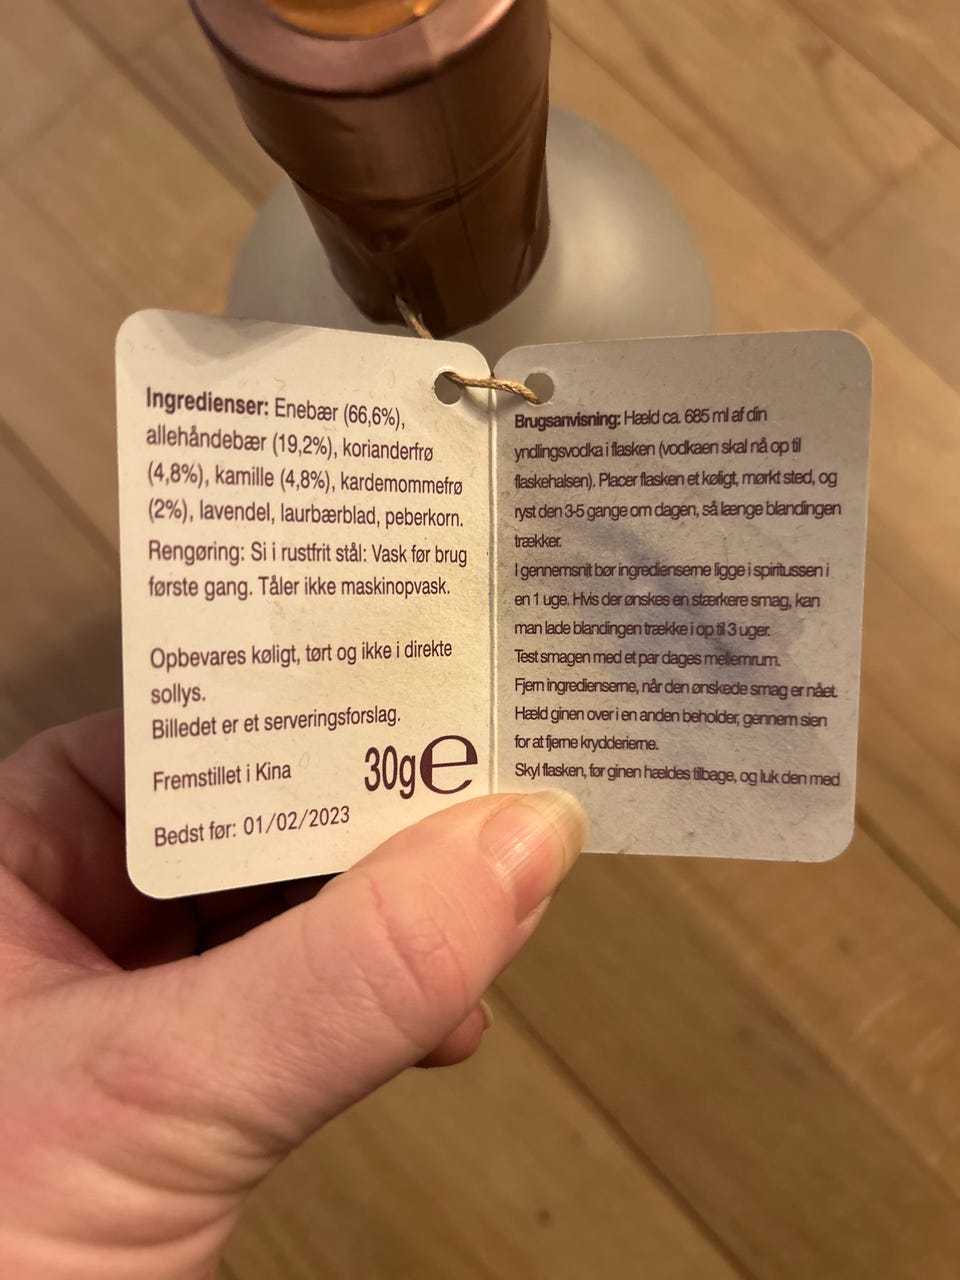 Ingredienser: Enebær (66,6%),
allehåndebær (19,2%), korianderfrø
(4,8%), kamille (4,8%), kardemommefrø
(2%), lavendel, laurbærblad, peberkorn.
Rengøring: Si i rustfrit stål: Vask før brug
første gang. Tåler ikke maskinopvask.
Opbevares køligt, tørt og ikke i direkte
sollys.
Billedet er et serveringsforslag.
Fremstillet i Kina
30g℮
Bedst før: 01/02/2023
Brugsanvisning: Hæld ca. 685 ml af din
yndlingsvodka i flasken (vodkaen skal nå op til
flaskehalsen). Placer flasken et køligt, mørkt sted, og
ryst den 3-5 gange om dagen, så længe blandingen
trækker.
I gennemsnit bør ingredienserne ligge i spiritussen i
en 1 uge. Hvis der ønskes en stærkere smag, kan
man lade blandingen trække i op til 3 uger.
Test smagen med et par dages mellemrum.
Fjern ingredienserne, når den ønskede smag er nået.
Hæld ginen over i en anden beholder, gennem sien
for at fjerne krydderierne.
Skyl flasken, før ginen hældes tilbage, og luk den med